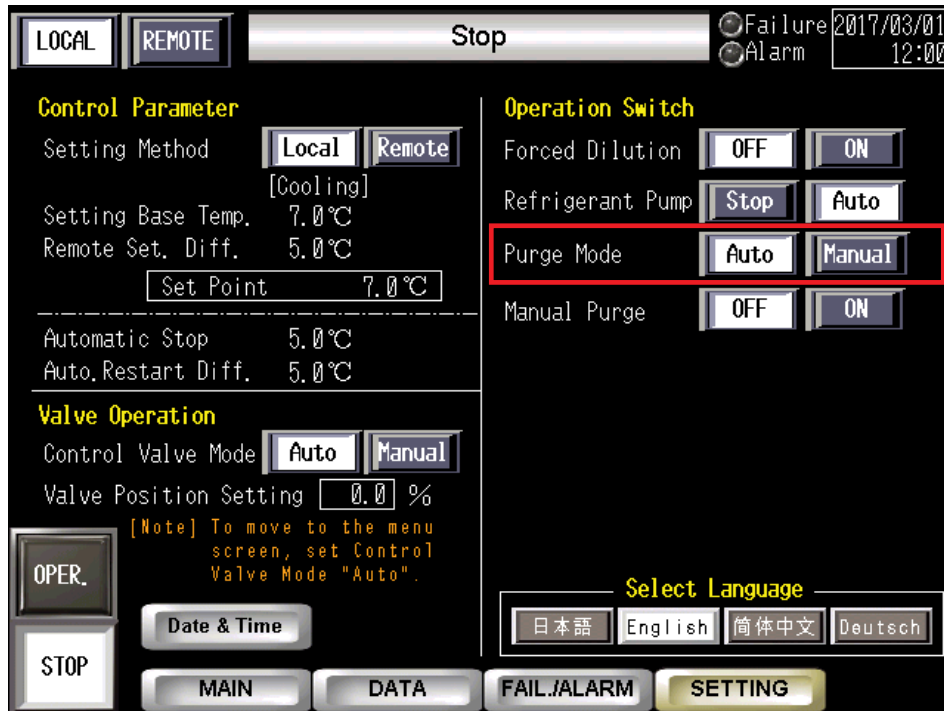 LOCAL REMOTE Stop Failure 2017/03/01
Alarm 12:00
Control Parameter
Setting Method Local Remote
[Cooling]
Setting Base Temp. 7.0℃
Remote Set. Diff. 5.0℃
Set Point 7.0℃
Automatic Stop 5.0℃
Auto.Restart Diff. 5.0℃
Valve Operation
Control Valve Mode Auto Manual
Valve Position Setting 0.0 %
[Note] To move to the menu
screen, set Control
Valve Mode "Auto".
OPER.
STOP
Date & Time
Operation Switch
Forced Dilution OFF ON
Refrigerant Pump Stop Auto
Purge Mode Auto Manual
Manual Purge OFF ON
Select Language
日本語 English 简体中文 Deutsch
MAIN DATA FAIL./ALARM SETTING